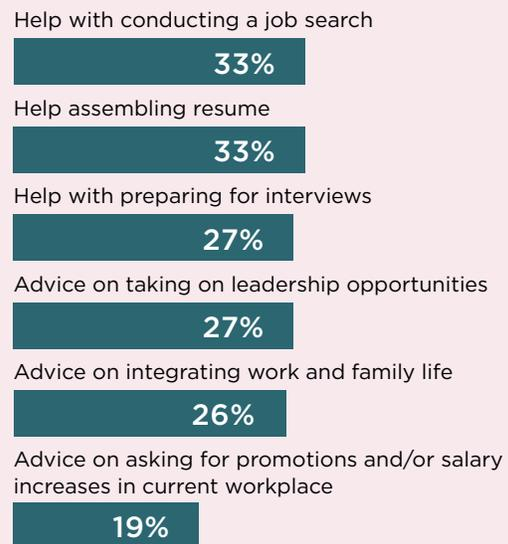 Help with conducting a job search
33%
Help assembling resume
33%
Help with preparing for interviews
27%
Advice on taking on leadership opportunities
27%
Advice on integrating work and family life
26%
Advice on asking for promotions and/or salary
increases in current workplace
19%